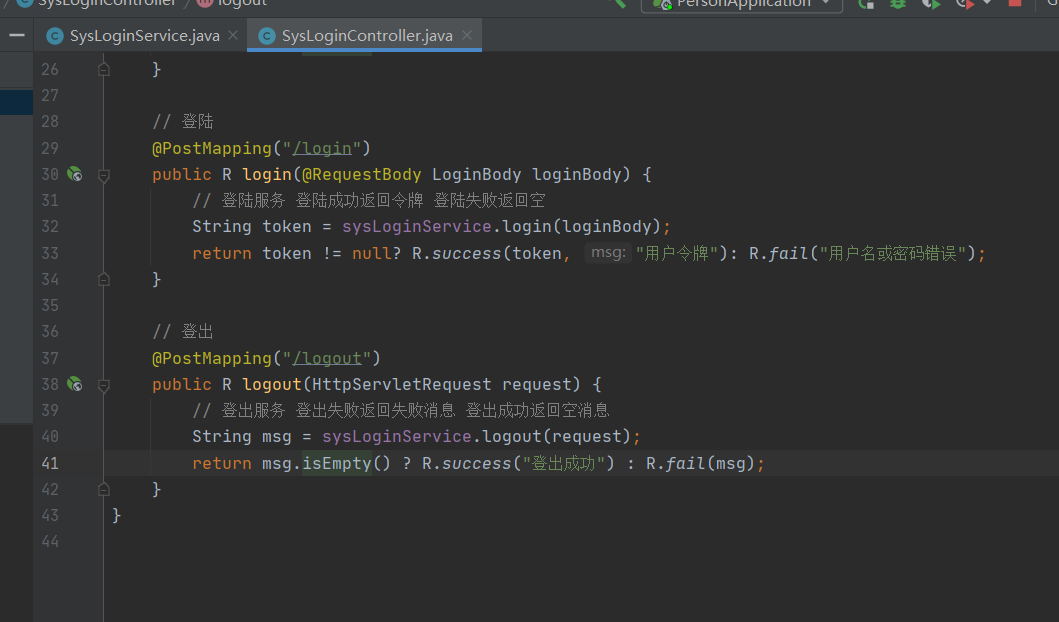 SysLoginController / logout PersonApplication
SysLoginService.java SysLoginController.java
26 }
27
28 // 登陆
29 @PostMapping("/login")
30 public R login(@RequestBody LoginBody loginBody) {
31 // 登陆服务 登陆成功返回令牌 登陆失败返回空
32 String token = sysLoginService.login(loginBody);
33 return token != null? R.success(token, msg: "用户令牌"): R.fail("用户名或密码错误");
34 }
35
36 // 登出
37 @PostMapping("/logout")
38 public R logout(HttpServletRequest request) {
39 // 登出服务 登出失败返回失败消息 登出成功返回空消息
40 String msg = sysLoginService.logout(request);
41 return msg.isEmpty() ? R.success("登出成功") : R.fail(msg);
42 }
43 }
44